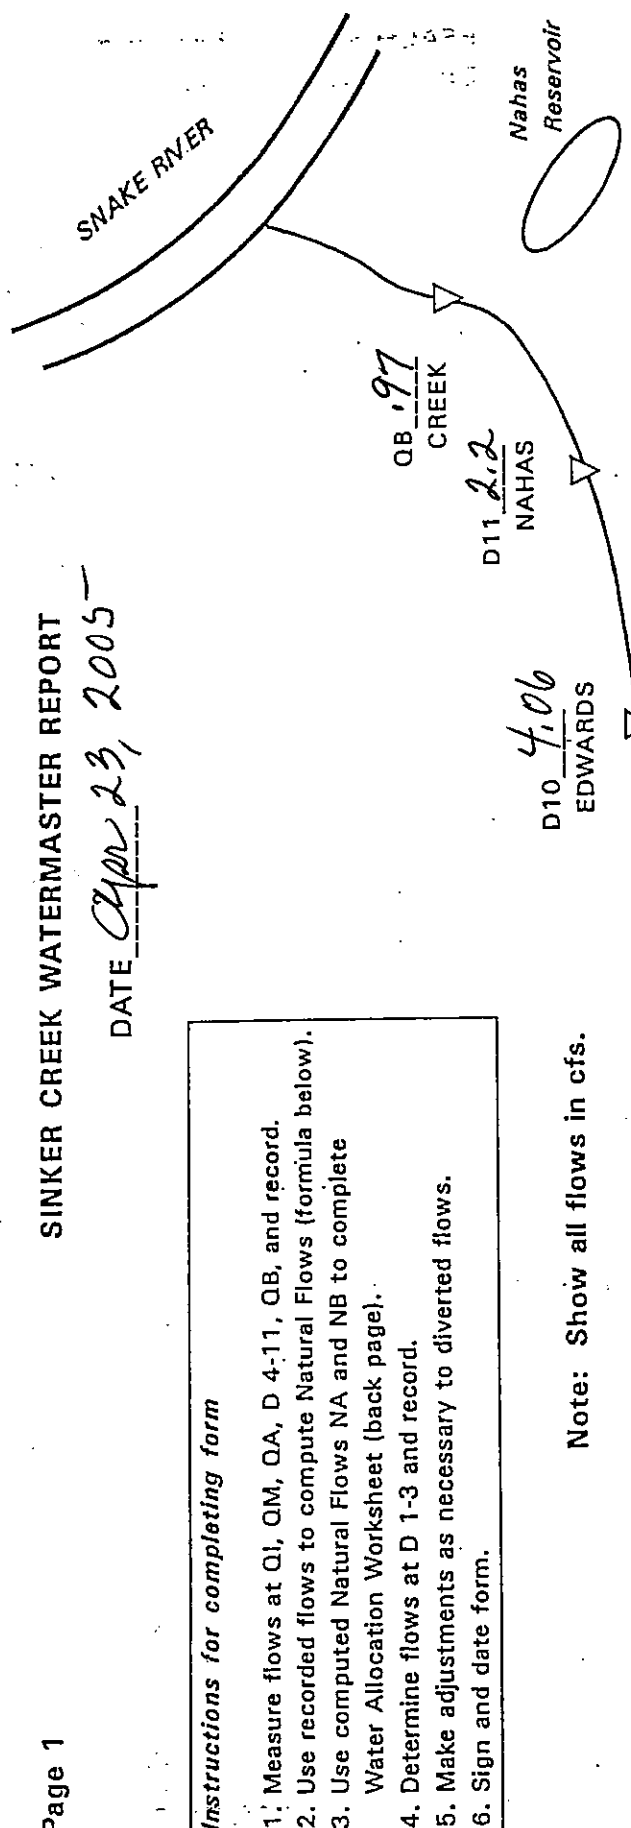 Page 1
SINKER CREEK WATERMASTER REPORT
DATE Apr 23, 2005
Instructions for completing form
1. Measure flows at QI, QM, QA, D 4-11, QB, and record.
2. Use recorded flows to compute Natural Flows (formula below).
3. Use computed Natural Flows NA and NB to complete
Water Allocation Worksheet (back page).
4. Determine flows at D 1-3 and record.
5. Make adjustments as necessary to diverted flows.
6. Sign and date form.
Note: Show all flows in cfs.
SNAKE RIVER
Nahas
Reservoir
QB .97
CREEK
D11 2.2
NAHAS
D10 4.06
EDWARDS